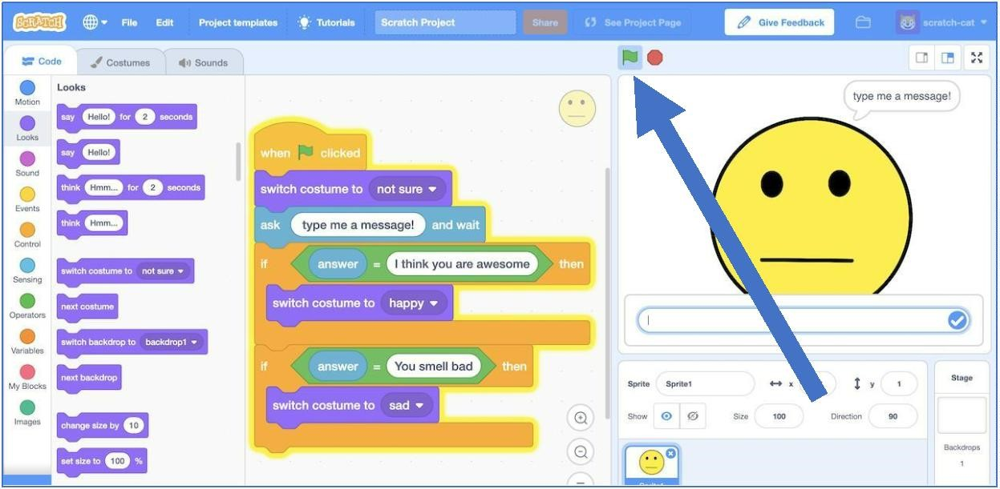 SCRATCH File Edit Project templates Tutorials Scratch Project Share See Project Page Give Feedback scratch-cat
Code Costumes Sounds
Motion
Looks
Sound
Events
Control
Sensing
Operators
Variables
My Blocks
Images
Looks
say Hello! for 2 seconds
say Hello!
think Hmm... for 2 seconds
think Hmm...
switch costume to not sure
next costume
switch backdrop to backdrop1
next backdrop
change size by 10
set size to 100 %
when clicked
switch costume to not sure
ask type me a message! and wait
if answer = I think you are awesome then
switch costume to happy
if answer = You smell bad then
switch costume to sad
type me a message!
Sprite Sprite1 x y 1
Show Size 100 Direction 90
Stage
Backdrops
1